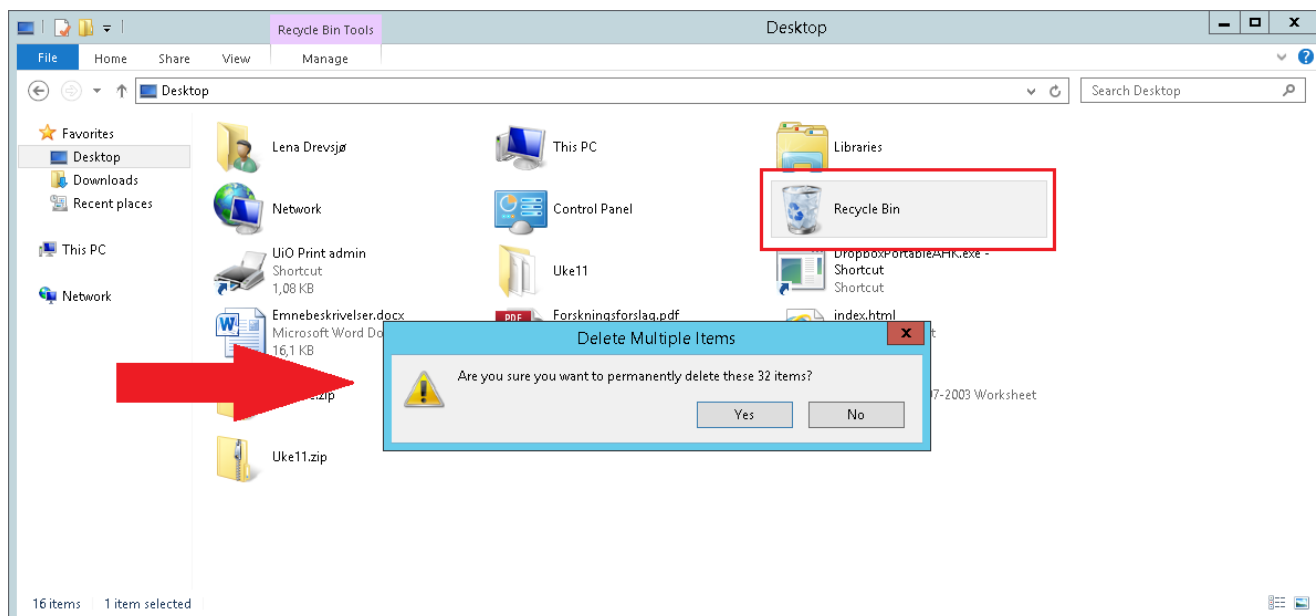 Recycle Bin Tools
Desktop
File Home Share View Manage
Desktop
Search Desktop
Favorites
Desktop
Downloads
Recent places
This PC
Network
Lena Drevsjø
This PC
Libraries
Network
Control Panel
Recycle Bin
UiO Print admin
Shortcut
1,08 KB
Uke11
DropboxPortableAHK.exe -
Shortcut
Shortcut
Emnebeskrivelser.docx
Microsoft Word Do
16,1 KB
PDF
Forskningsforslag.pdf
index.html
Delete Multiple Items
Are you sure you want to permanently delete these 32 items?
Yes No
.zip
7-2003 Worksheet
Uke11.zip
16 items 1 item selected